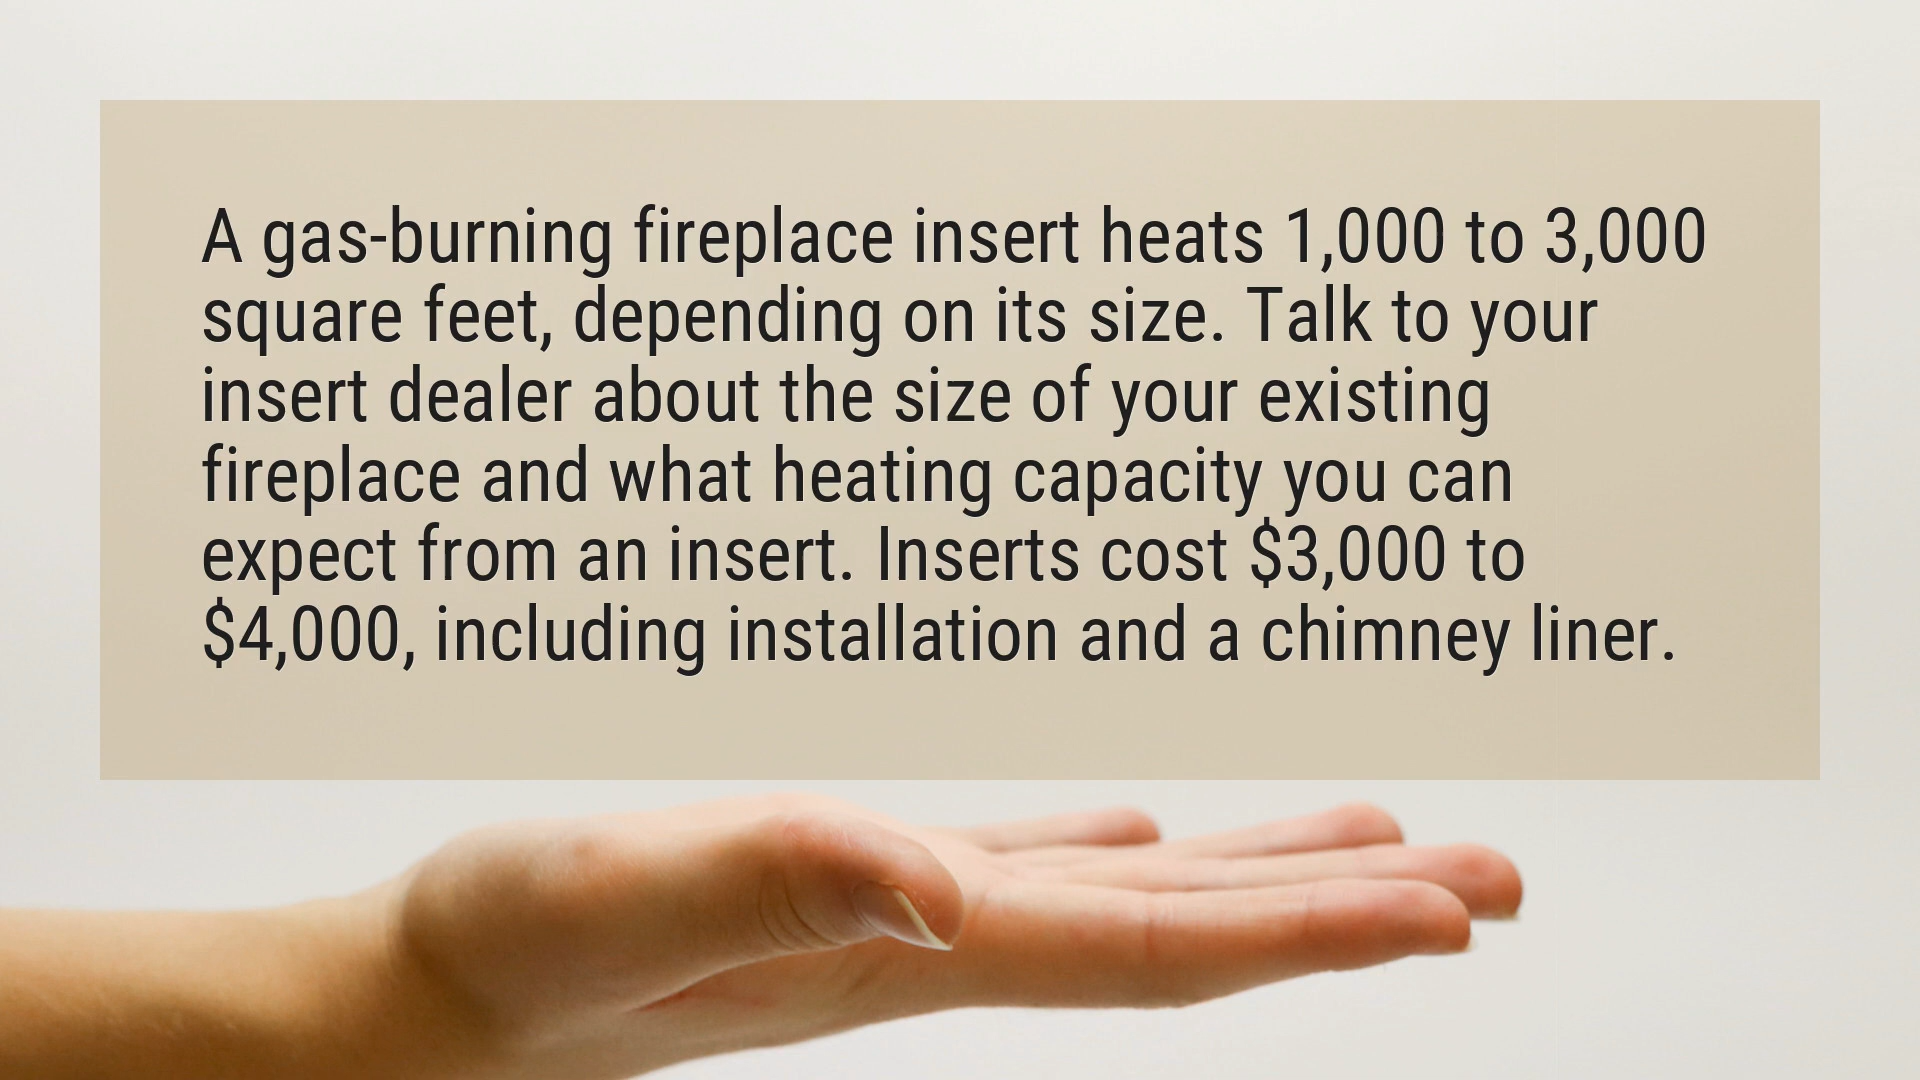 A gas-burning fireplace insert heats 1,000 to 3,000
square feet, depending on its size. Talk to your
insert dealer about the size of your existing
fireplace and what heating capacity you can
expect from an insert. Inserts cost $3,000 to
$4,000, including installation and a chimney liner.